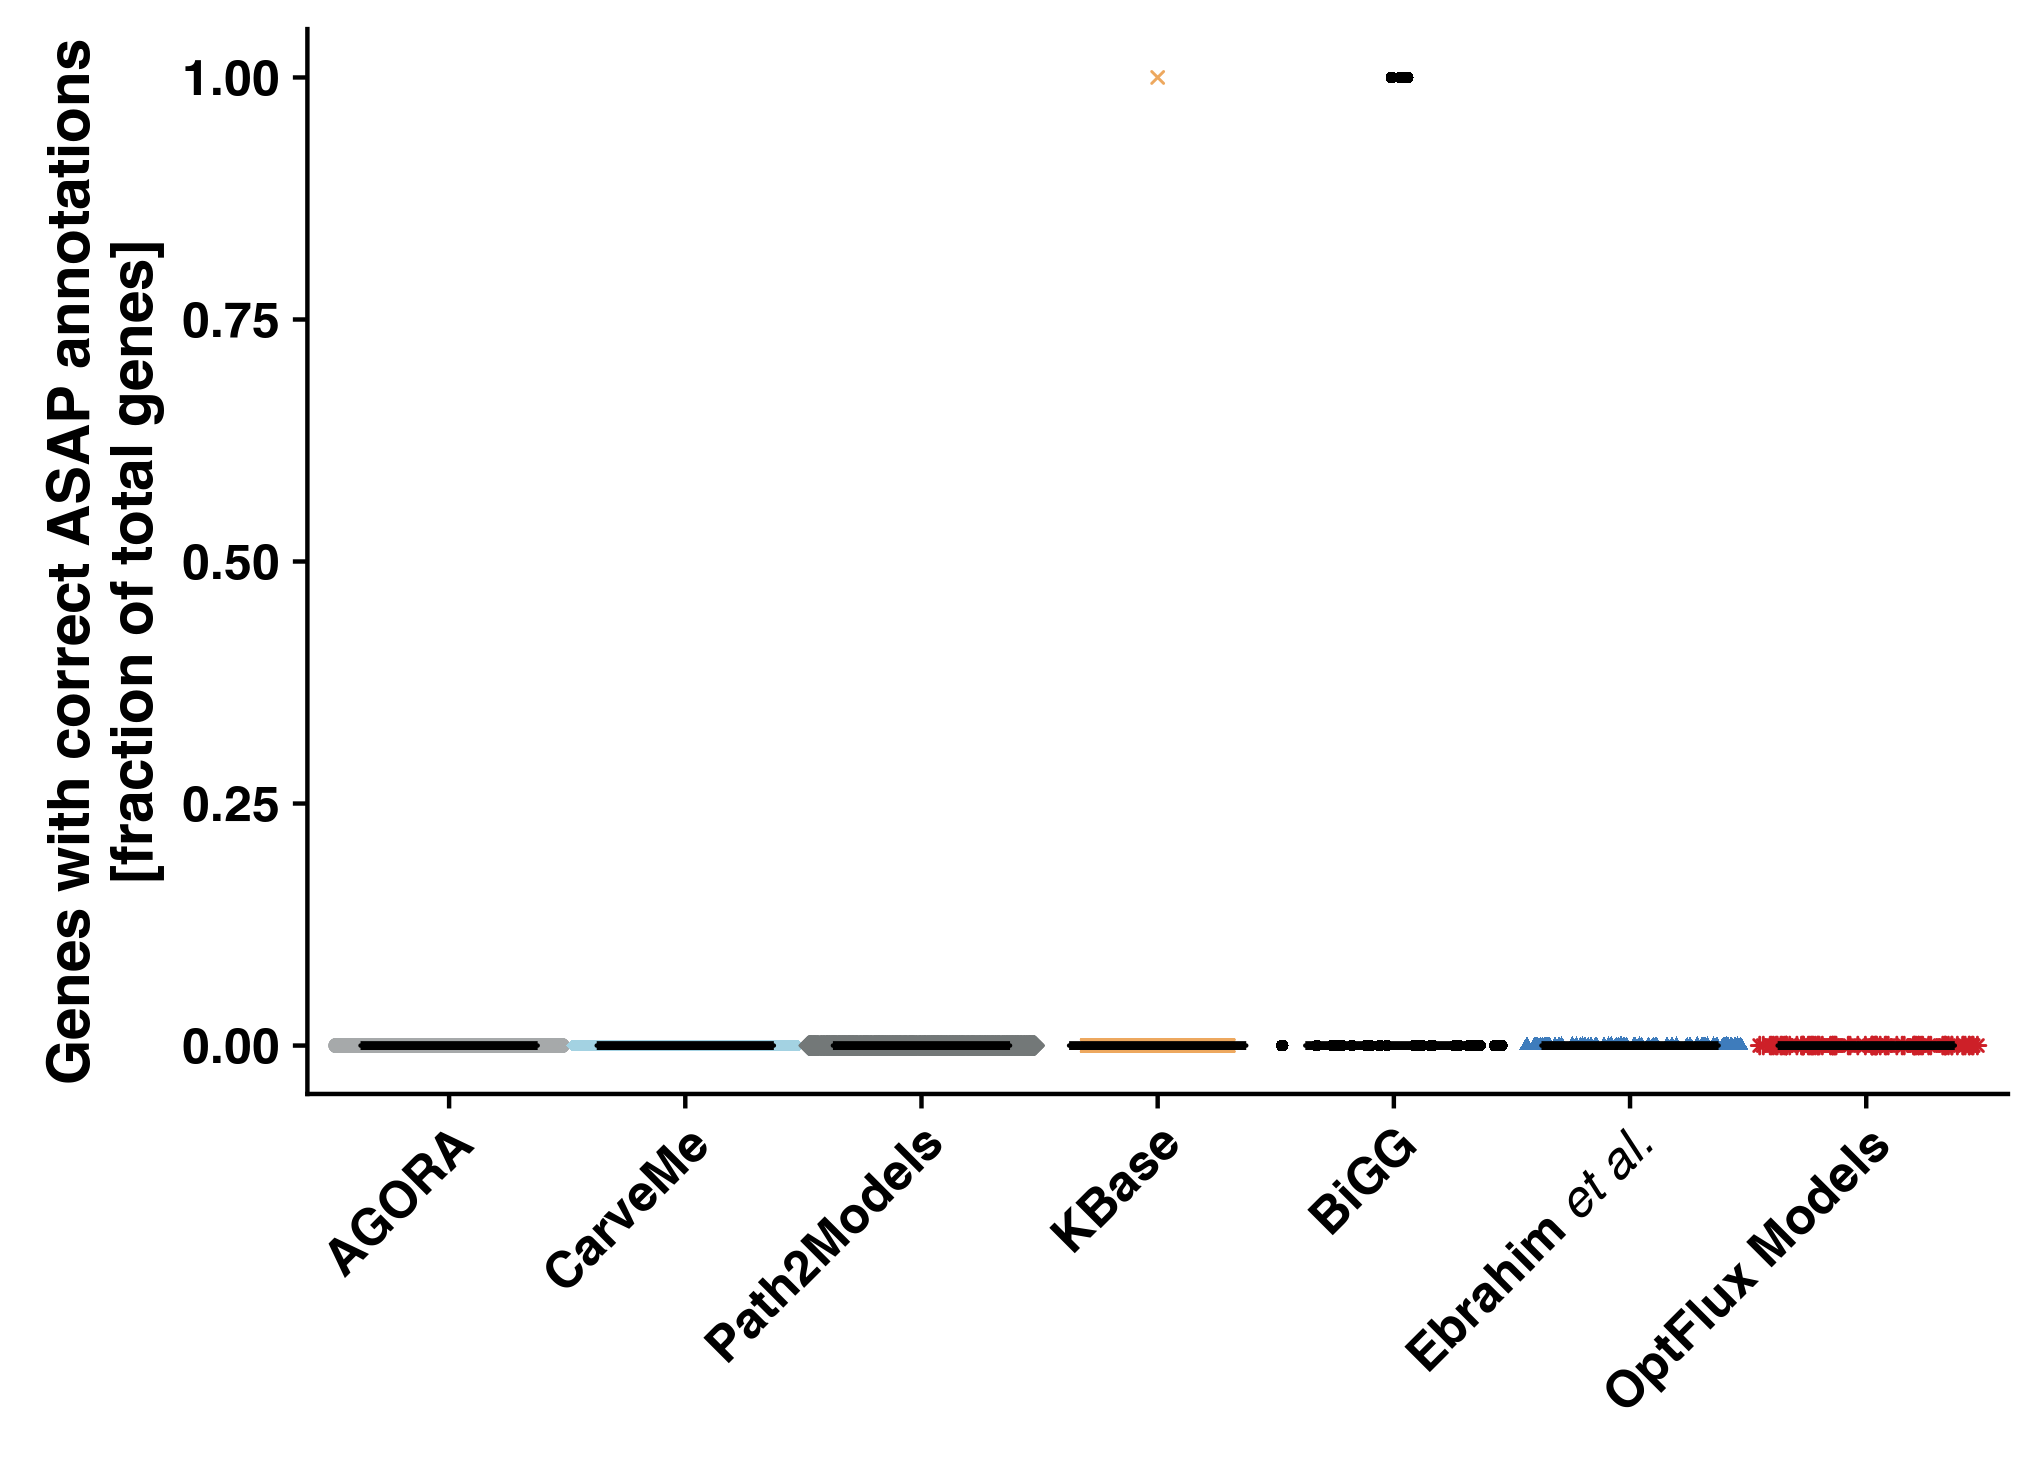 Genes with correct ASAP annotations
[fraction of total genes]
1.00
0.75
0.50
0.25
0.00
AGORA
CarveMe
Path2Models
KBase
BiGG
Ebrahim et al.
OptFlux Models